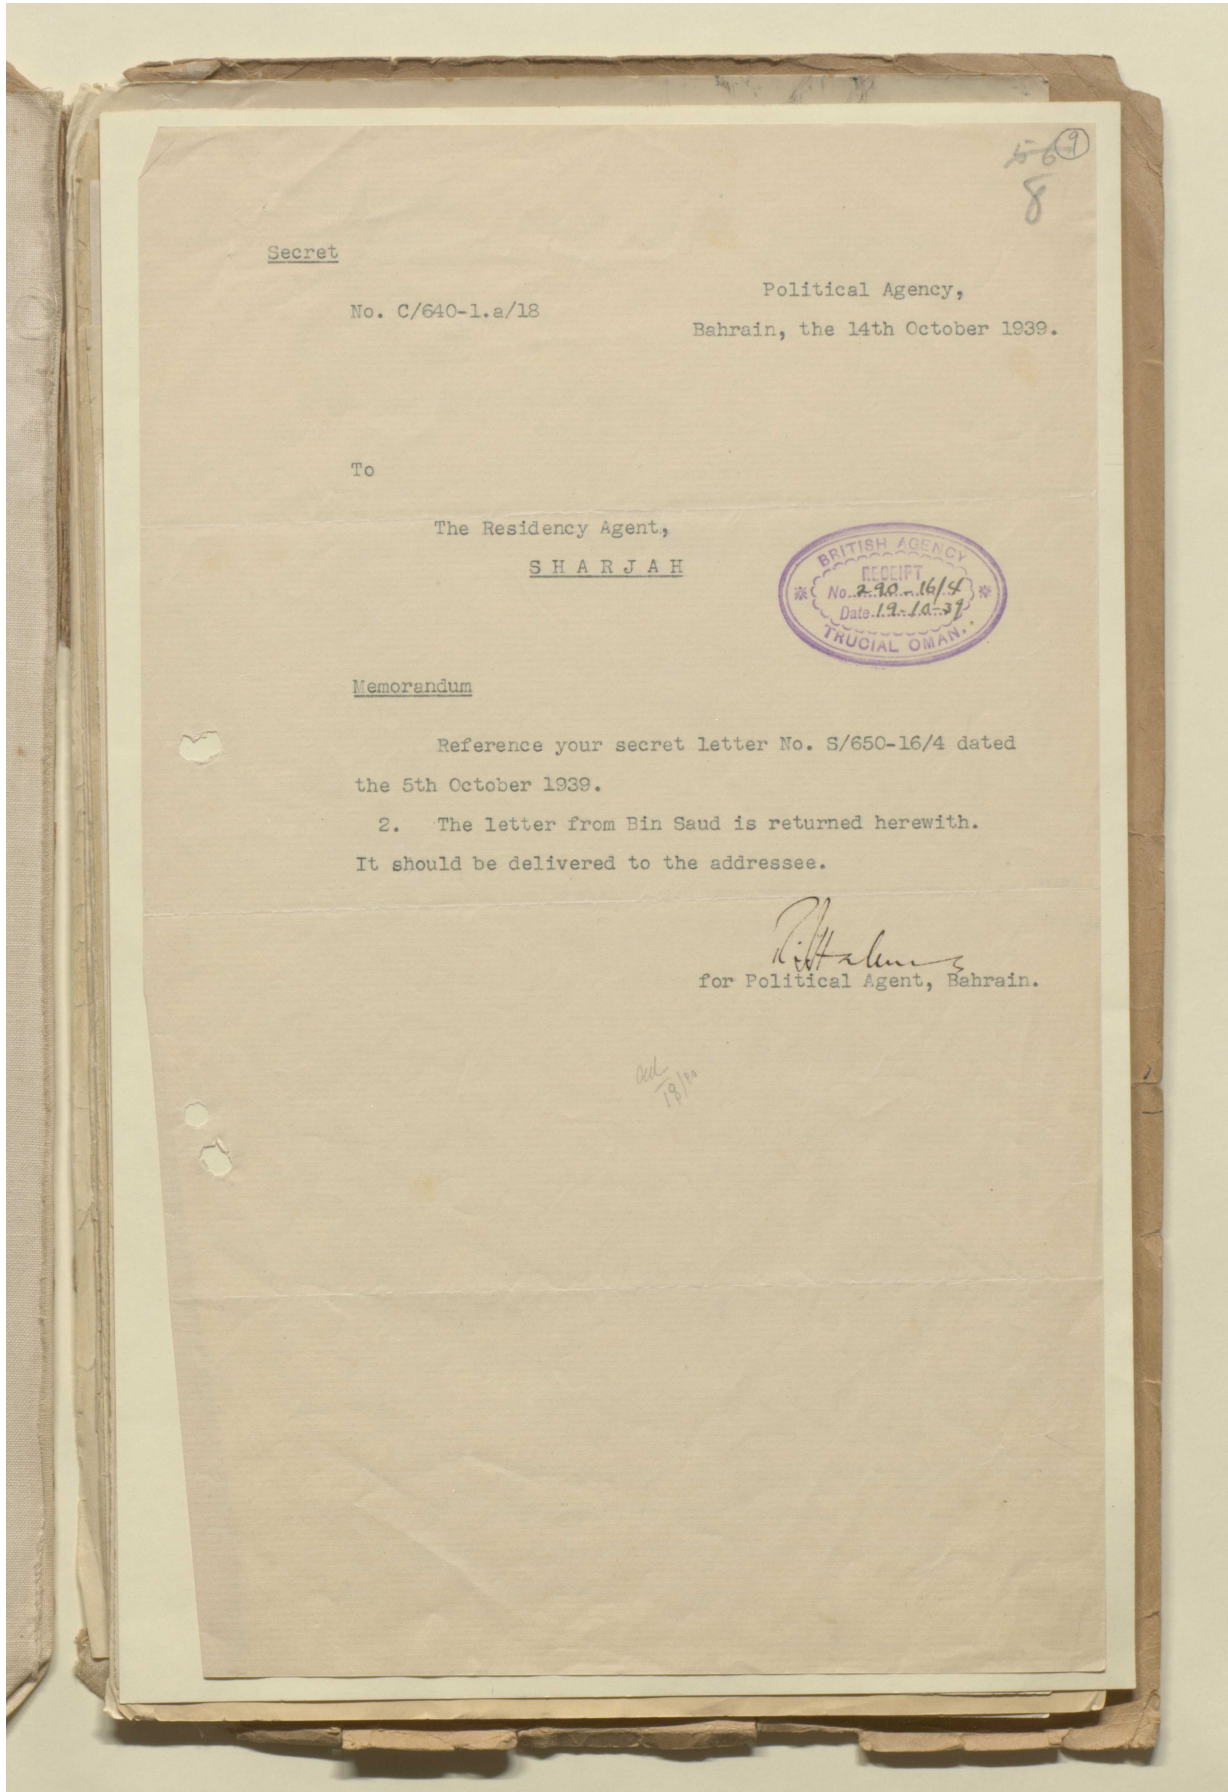 56 9
8
Secret
No. C/640-1.a/18
Political Agency,
Bahrain, the 14th October 1939.
To
The Residency Agent,
S H A R J A H
BRITISH AGENCY
RECEIPT
No. 290-16/4
Date 19-10-39
TRUCIAL OMAN.
Memorandum
Reference your secret letter No. S/650-16/4 dated
the 5th October 1939.
2. The letter from Bin Saud is returned herewith.
It should be delivered to the addressee.
for Political Agent, Bahrain.